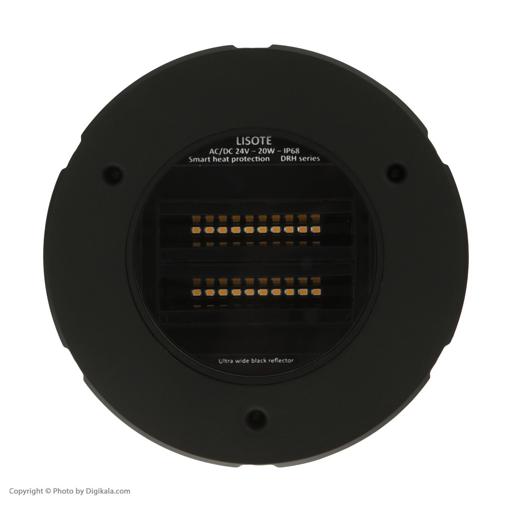 LISOTE
AC/DC 24V - 20W - IP68
Smart heat protection DRH series
Ultra wide black reflector
Copyright © Photo by Digikala.com